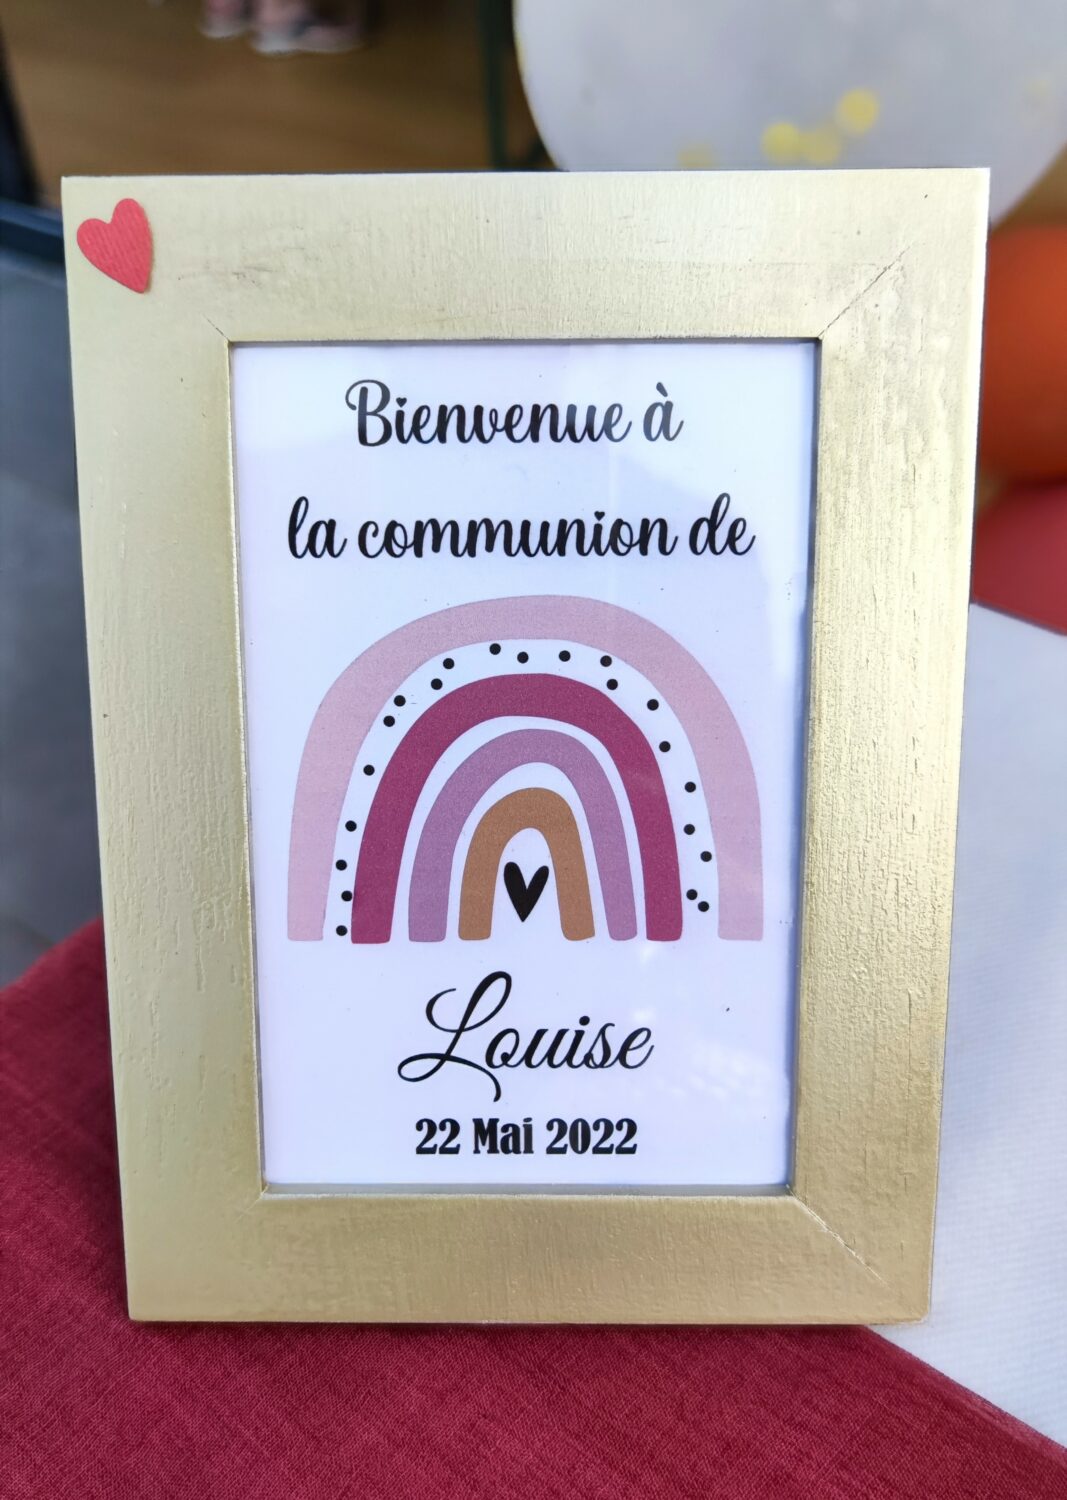 Bienvenue à
la communion de
Louise
22 Mai 2022